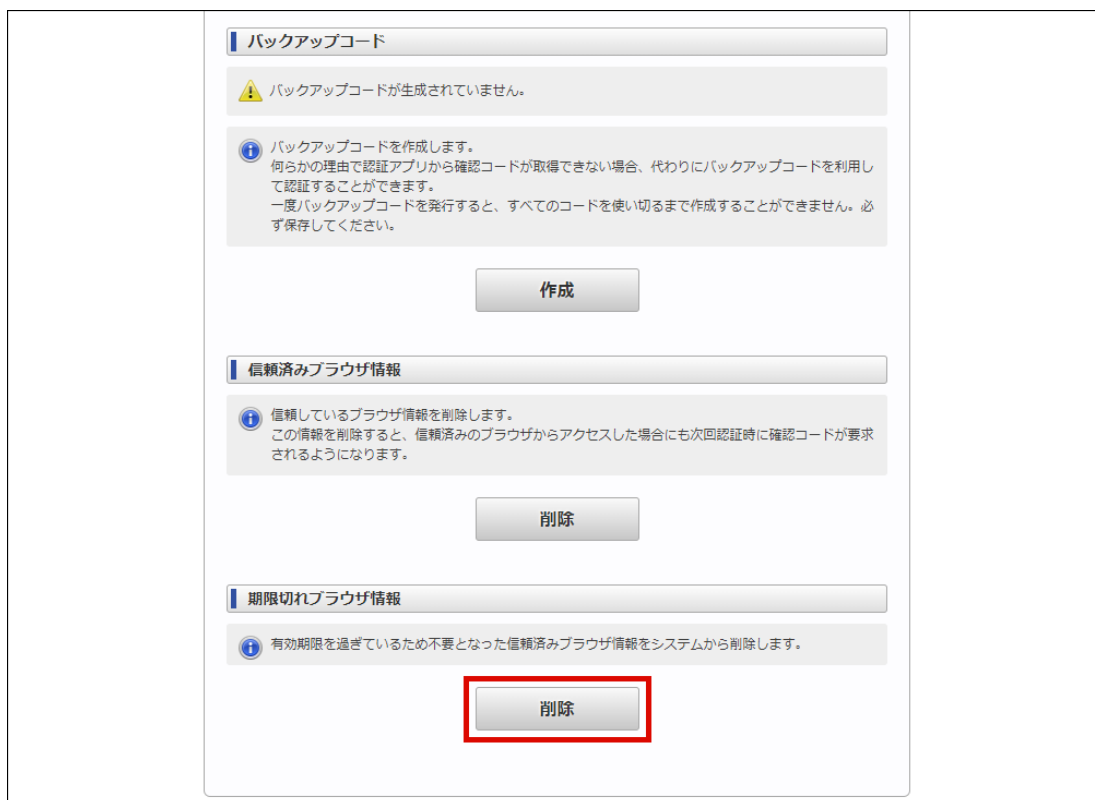 バックアップコード
バックアップコードが生成されていません。
バックアップコードを作成します。
何らかの理由で認証アプリから確認コードが取得できない場合、代わりにバックアップコードを利用し
て認証することができます。
一度バックアップコードを発行すると、すべてのコードを使い切るまで作成することができません。必
ず保存してください。
作成
信頼済みブラウザ情報
信頼しているブラウザ情報を削除します。
この情報を削除すると、信頼済みのブラウザからアクセスした場合にも次回認証時に確認コードが要求
されるようになります。
削除
期限切れブラウザ情報
有効期限を過ぎているため不要となった信頼済みブラウザ情報をシステムから削除します。
削除